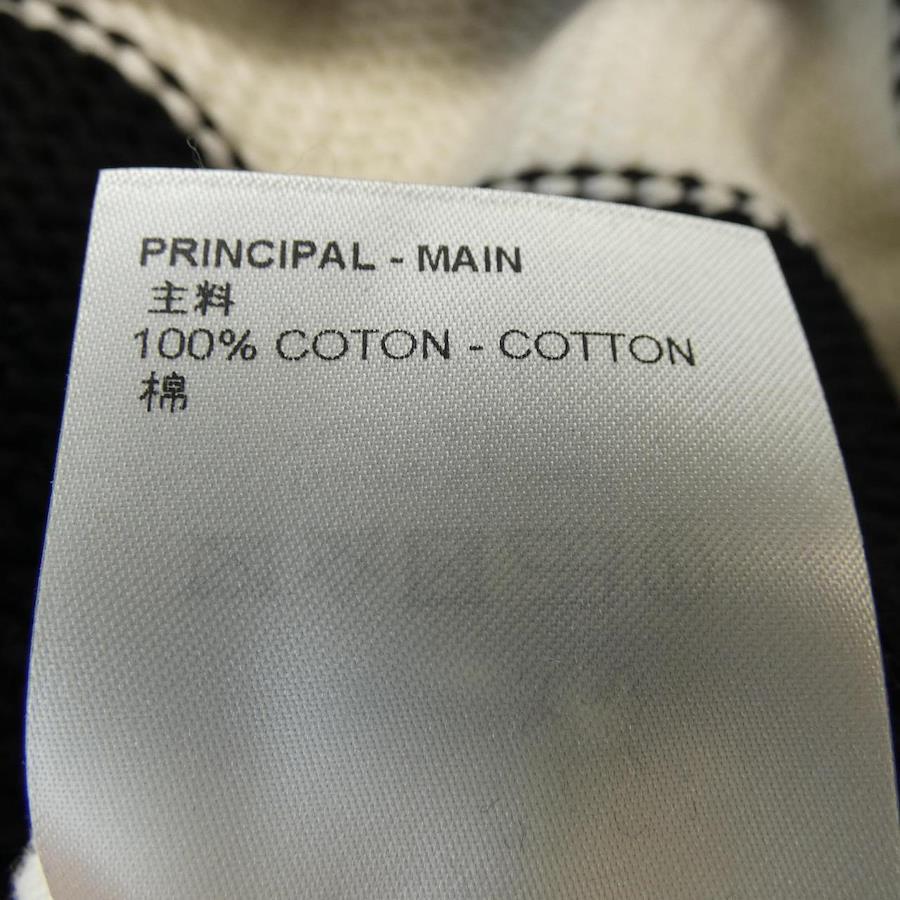 PRINCIPAL - MAIN
主料
100% COTON - COTTON
棉